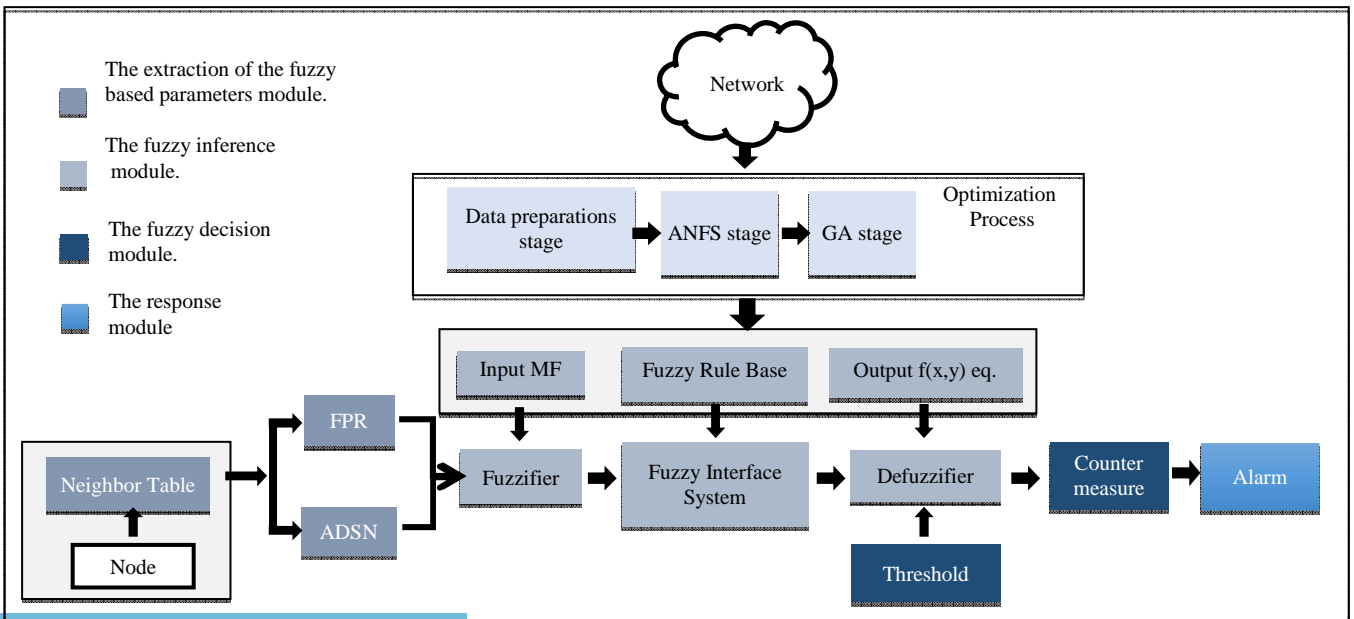 The extraction of the fuzzy
based parameters module.
The fuzzy inference
module.
The fuzzy decision
module.
The response
module
Network
Optimization
Process
Data preparations
stage
ANFS stage
GA stage
Input MF
Fuzzy Rule Base
Output f(x,y) eq.
FPR
ADSN
Neighbor Table
Node
Fuzzifier
Fuzzy Interface
System
Defuzzifier
Counter
measure
Alarm
Threshold